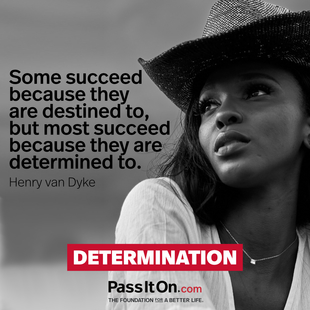 Some succeed
because they
are destined to,
but most succeed
because they are
determined to.
Henry van Dyke
DETERMINATION
PassItOn.com
THE FOUNDATION FOR A BETTER LIFE.